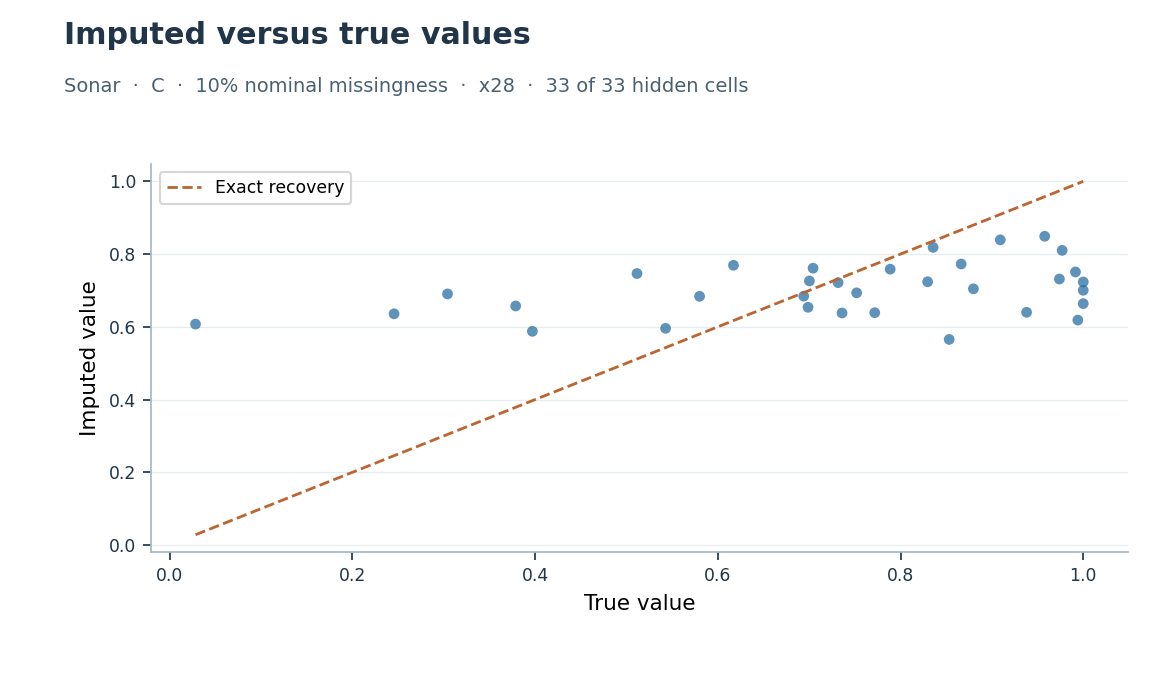 Imputed versus true values
Sonar · C · 10% nominal missingness · x28 · 33 of 33 hidden cells
Exact recovery
1.0
0.8
0.6
0.4
0.2
0.0
Imputed value
0.0 0.2 0.4 0.6 0.8 1.0
True value